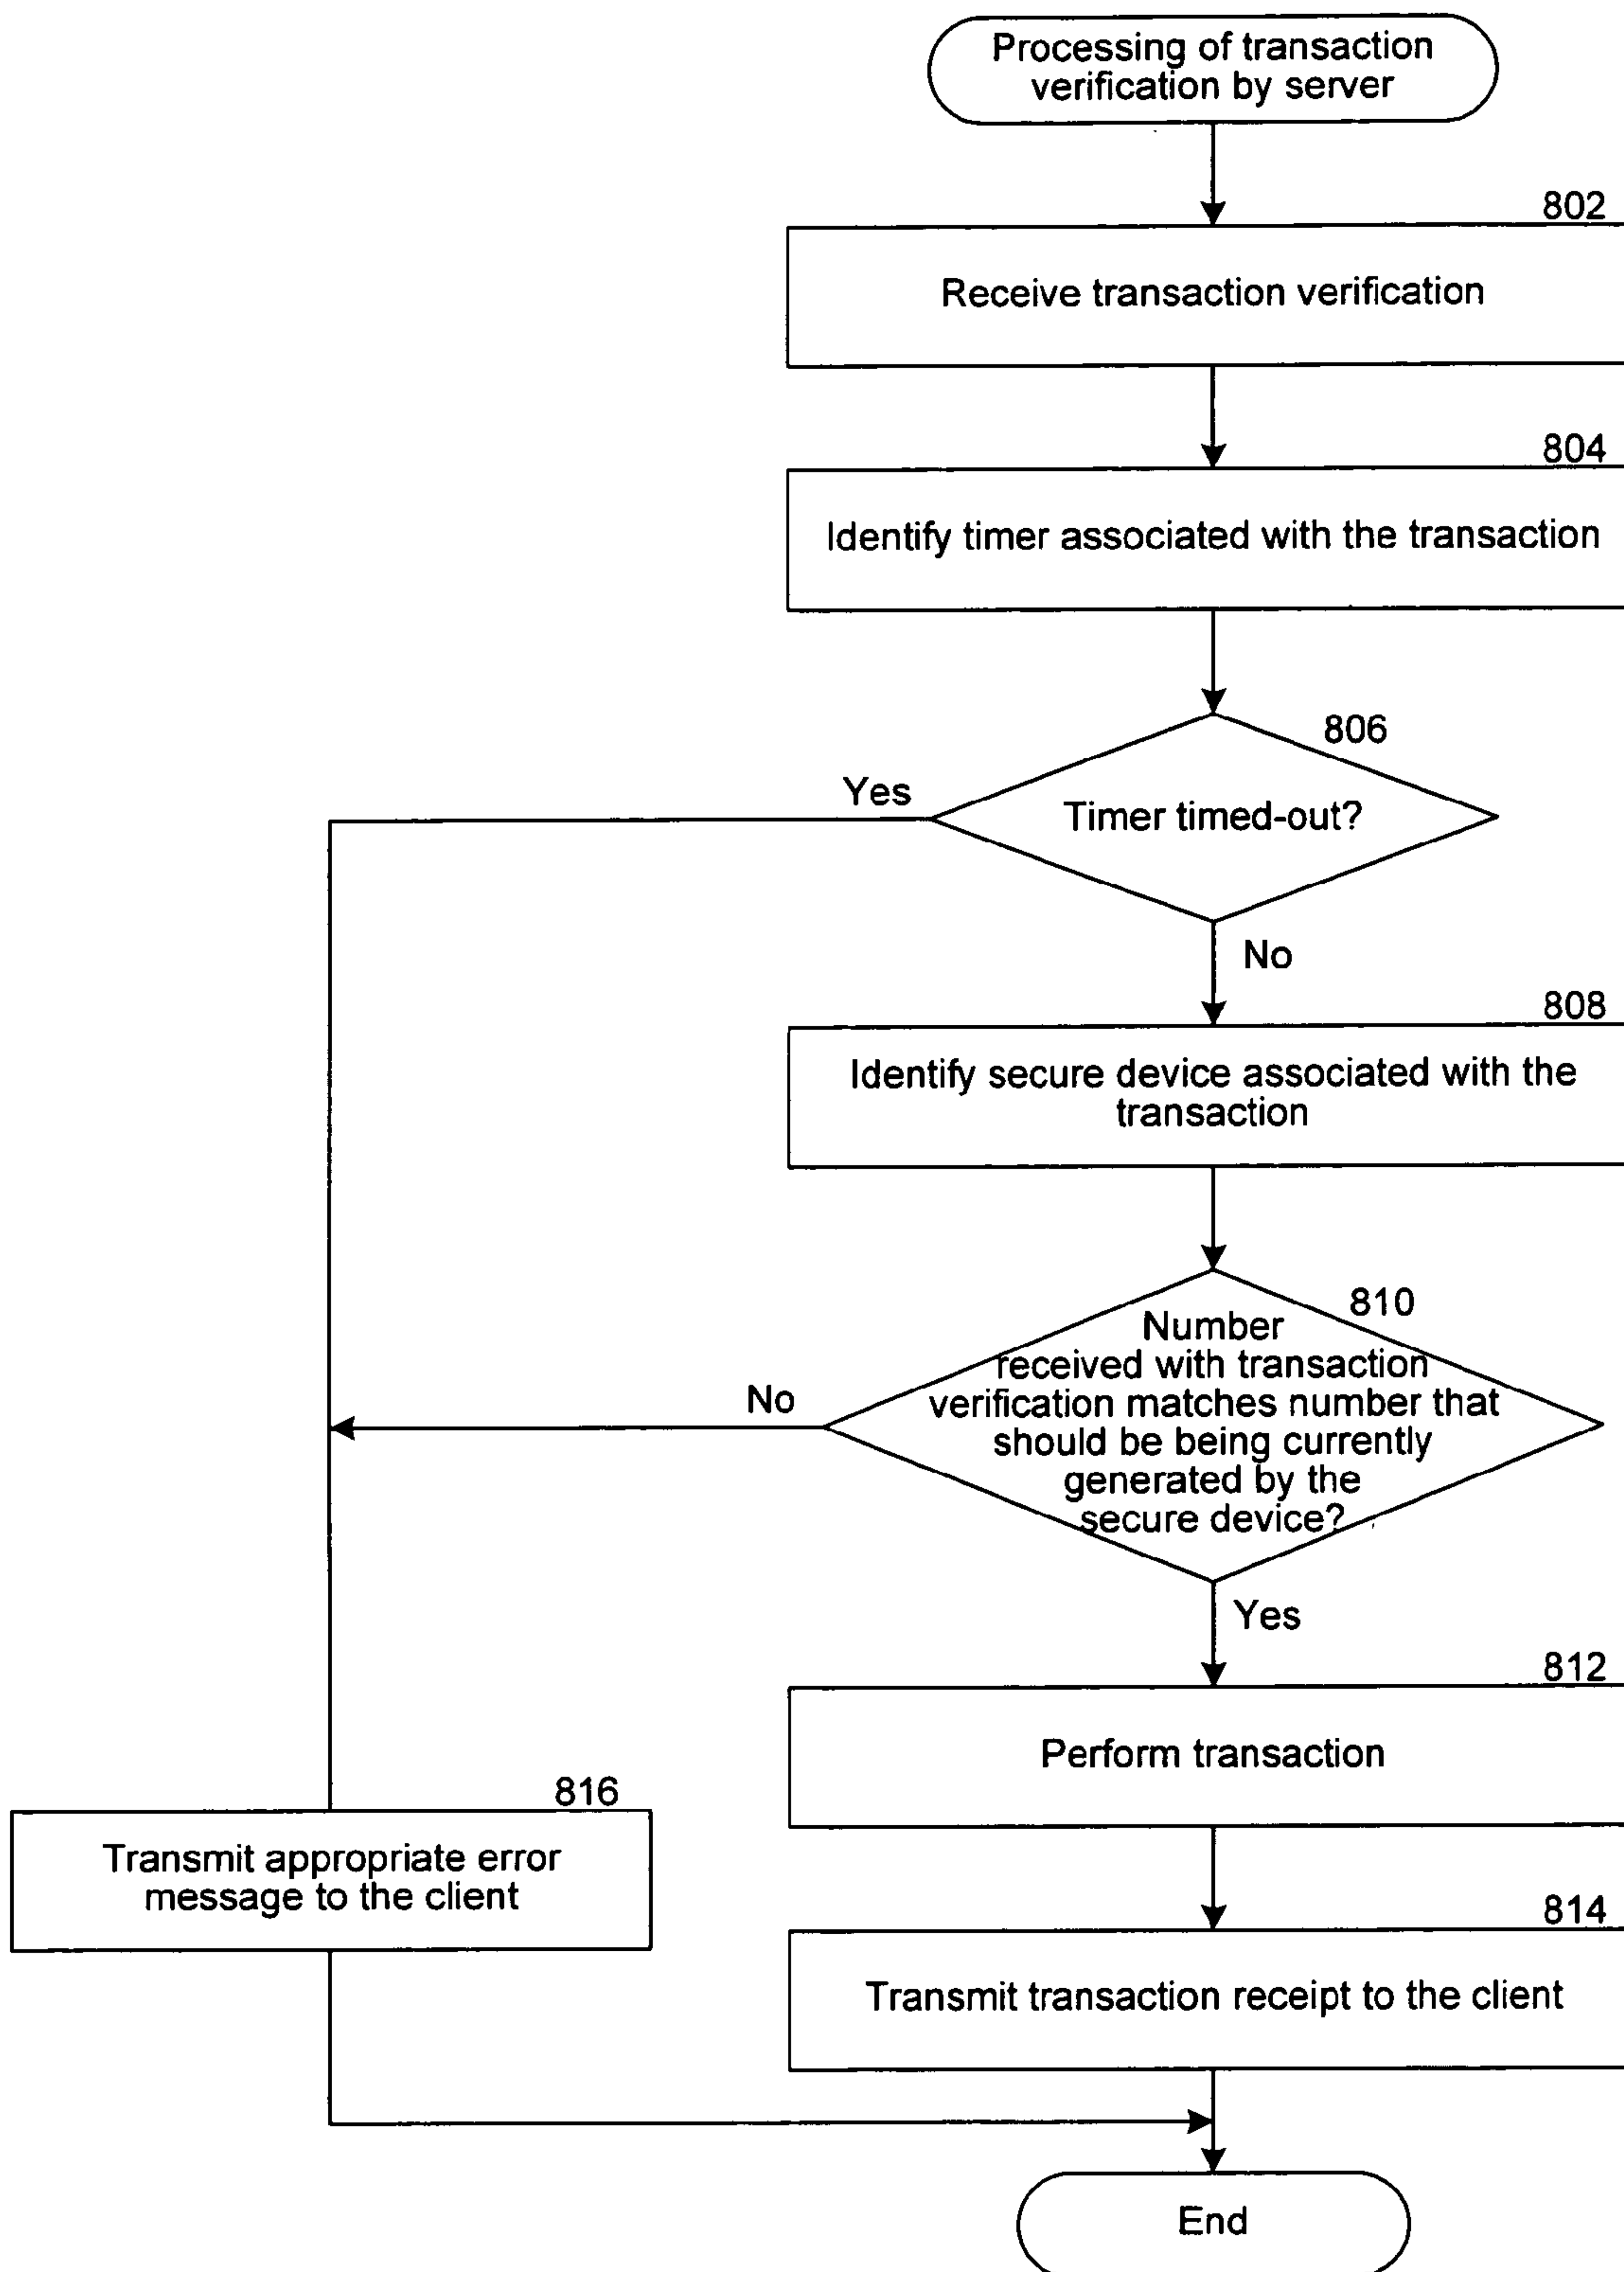 Processing of transaction
verification by server
802
Receive transaction verification
804
Identify timer associated with the transaction
806
Yes
Timer timed-out?
No
808
Identify secure device associated with the
transaction
810
Number
received with transaction
No
verification matches number that
should be being currently
generated by the
secure device?
Yes
812
Perform transaction
816
Transmit appropriate error
message to the client
814
Transmit transaction receipt to the client
End